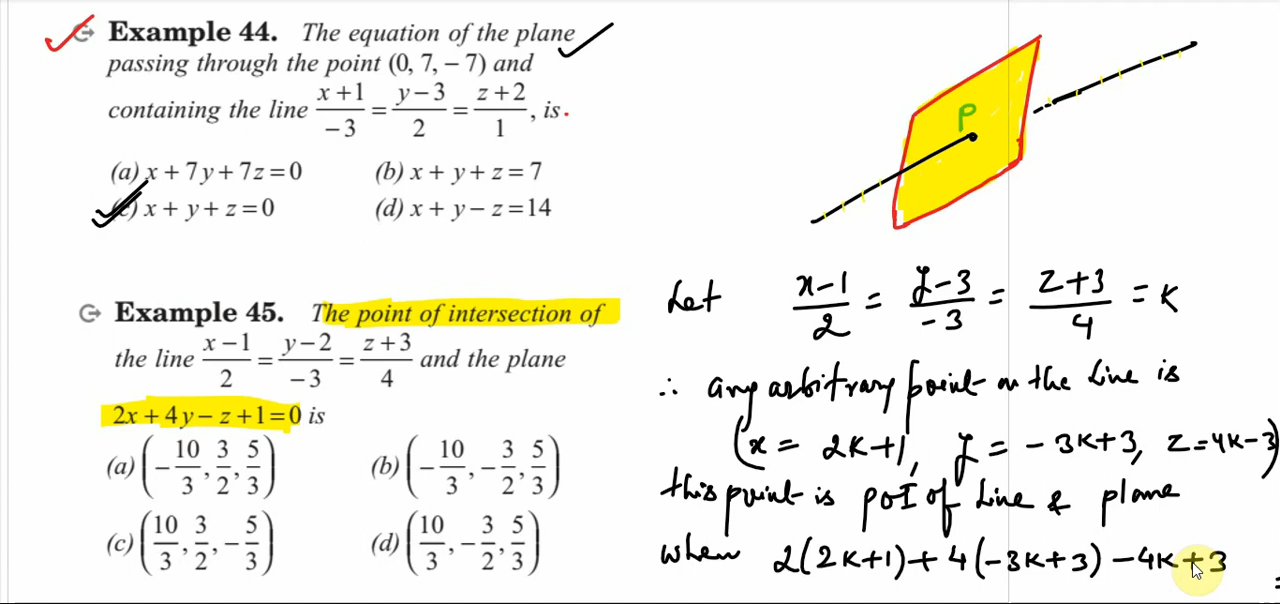 Example 44. The equation of the plane
passing through the point (0, 7, – 7) and
containing the line (x + 1)/(– 3) = (y – 3)/2 = (z + 2)/1, is.
(a) x + 7y + 7z = 0 (b) x + y + z = 7
(c) x + y + z = 0 (d) x + y – z = 14
Example 45. The point of intersection of
the line (x – 1)/2 = (y – 2)/(– 3) = (z + 3)/4 and the plane
2x + 4y – z + 1 = 0 is
(a) (– 10/3, 3/2, 5/3) (b) (– 10/3, – 3/2, 5/3)
(c) (10/3, 3/2, – 5/3) (d) (10/3, – 3/2, 5/3)
P
Let (x – 1)/2 = (y – 3)/(– 3) = (z + 3)/4 = K
∴ any arbitrary point on the Line is
(x = 2K+1, y = – 3K+3, z = 4K – 3)
this point is POI of Line & plane
when 2(2K+1) + 4(–3K+3) – 4K+3 =